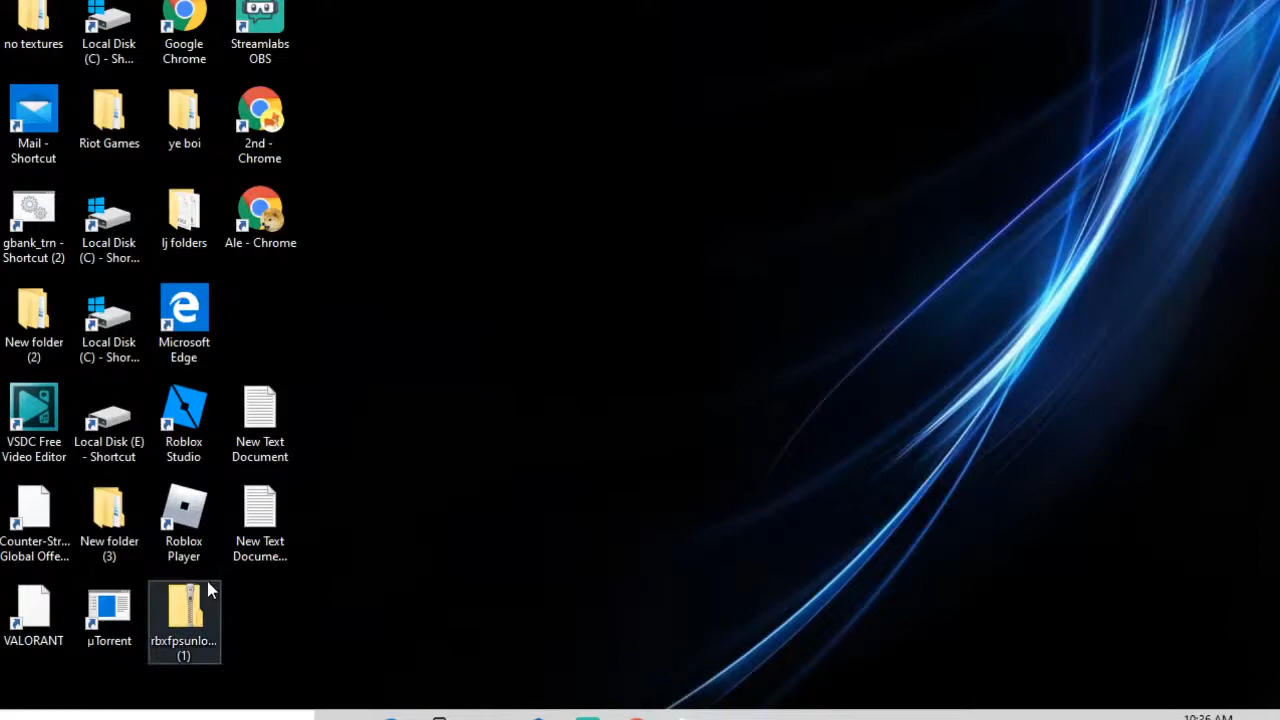 no textures
Local Disk
(C) - Sh...
Google
Chrome
Streamlabs
OBS
Mail -
Shortcut
Riot Games
ye boi
2nd -
Chrome
gbank_trn -
Shortcut (2)
Local Disk
(C) - Shor...
lj folders
Ale - Chrome
New folder
(2)
Local Disk
(C) - Shor...
Microsoft
Edge
VSDC Free
Video Editor
Local Disk (E)
- Shortcut
Roblox
Studio
New Text
Document
Counter-Str...
Global Offe...
New folder
(3)
Roblox
Player
New Text
Docume...
VALORANT
µTorrent
rbxfpsunlo...
(1)
10:36 AM